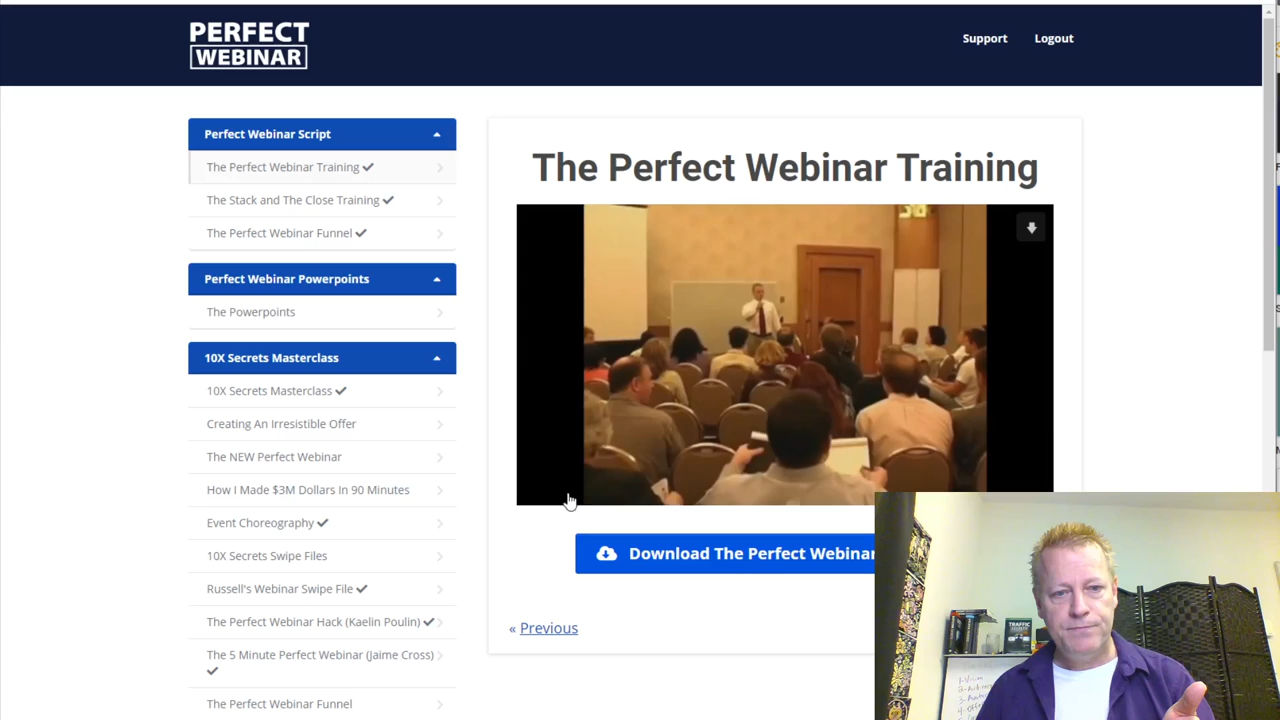 PERFECT
WEBINAR
Support
Logout
Perfect Webinar Script
The Perfect Webinar Training
The Stack and The Close Training
The Perfect Webinar Funnel
Perfect Webinar Powerpoints
The Powerpoints
10X Secrets Masterclass
10X Secrets Masterclass
Creating An Irresistible Offer
The NEW Perfect Webinar
How I Made $3M Dollars In 90 Minutes
Event Choreography
10X Secrets Swipe Files
Russell's Webinar Swipe File
The Perfect Webinar Hack (Kaelin Poulin)
The 5 Minute Perfect Webinar (Jaime Cross)
The Perfect Webinar Funnel
The Perfect Webinar Training
Download The Perfect Webinar
« Previous
TRAFFIC